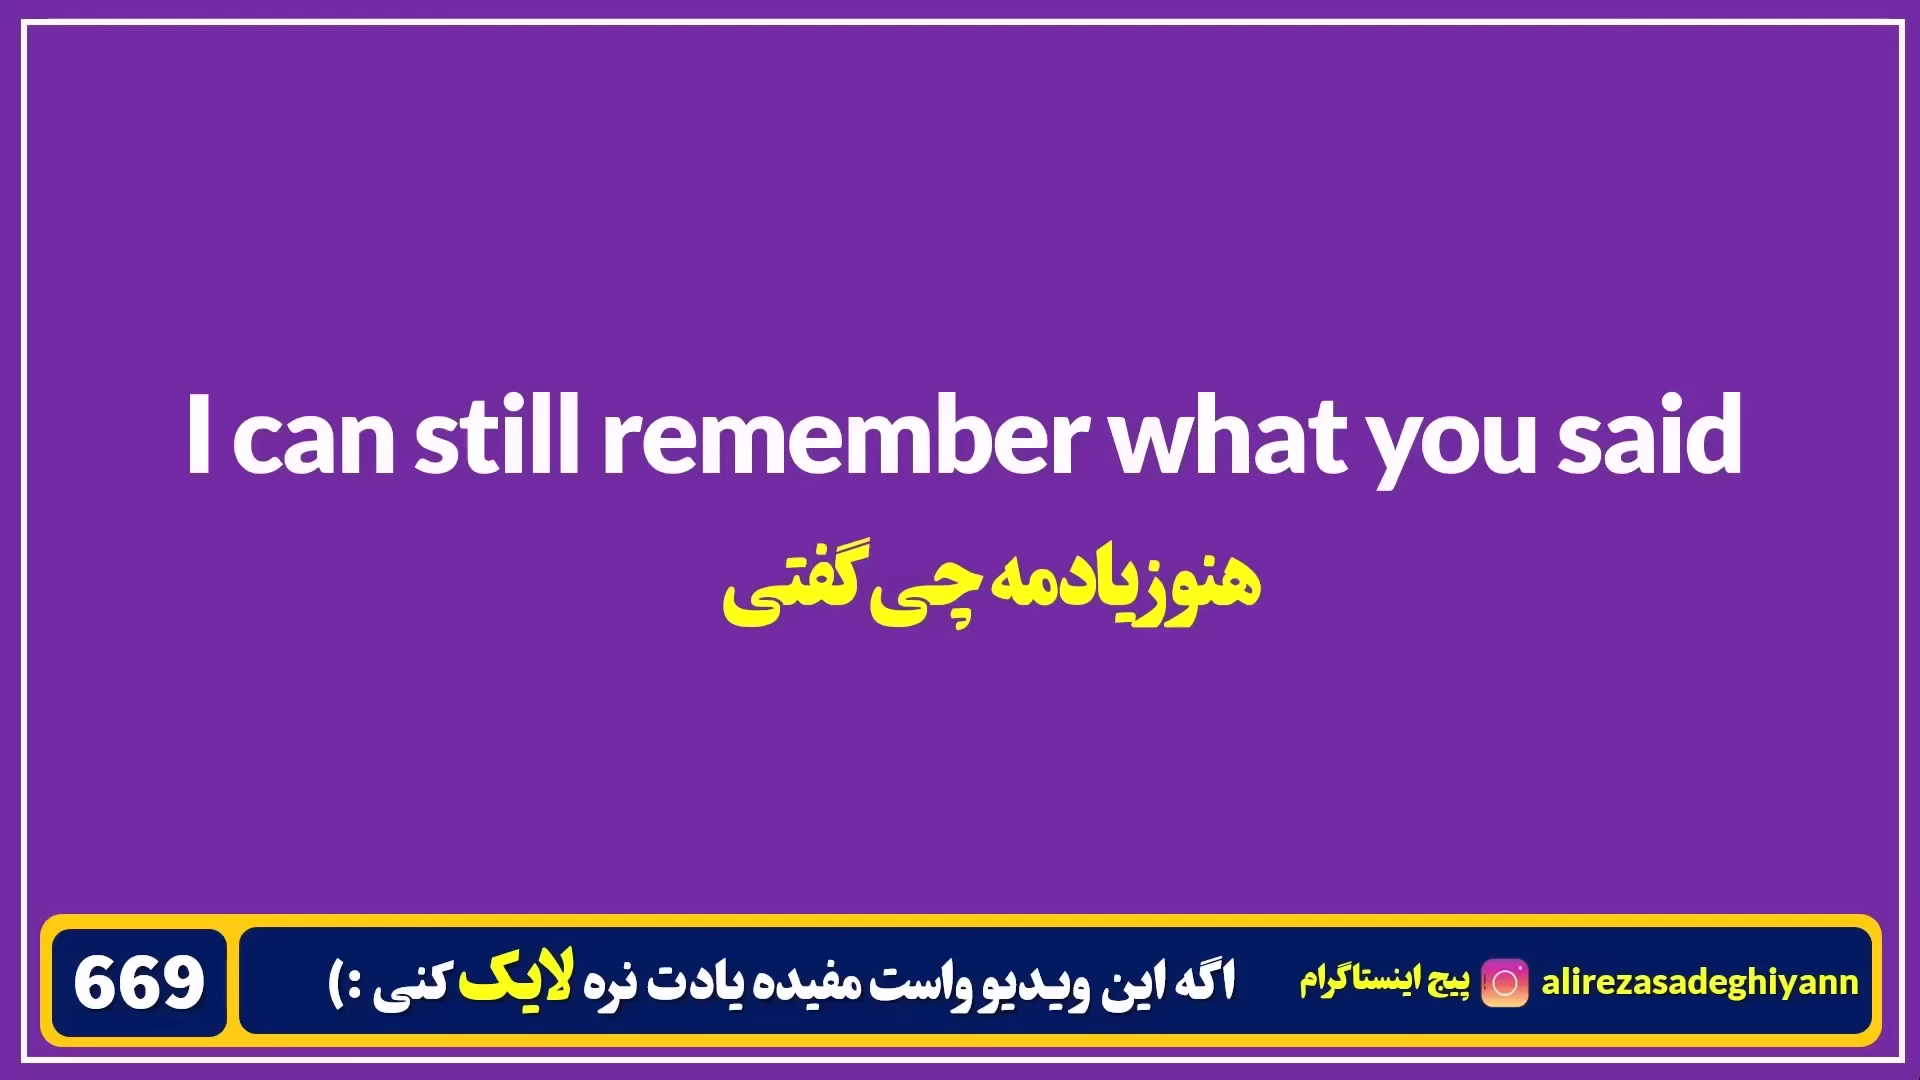 I can still remember what you said
هنوز یادمه چی گفتی
669
اگه این ویدیو واست مفیده یادت نره لایک کنی :)
پیج اینستاگرام alirezasadeghiyann